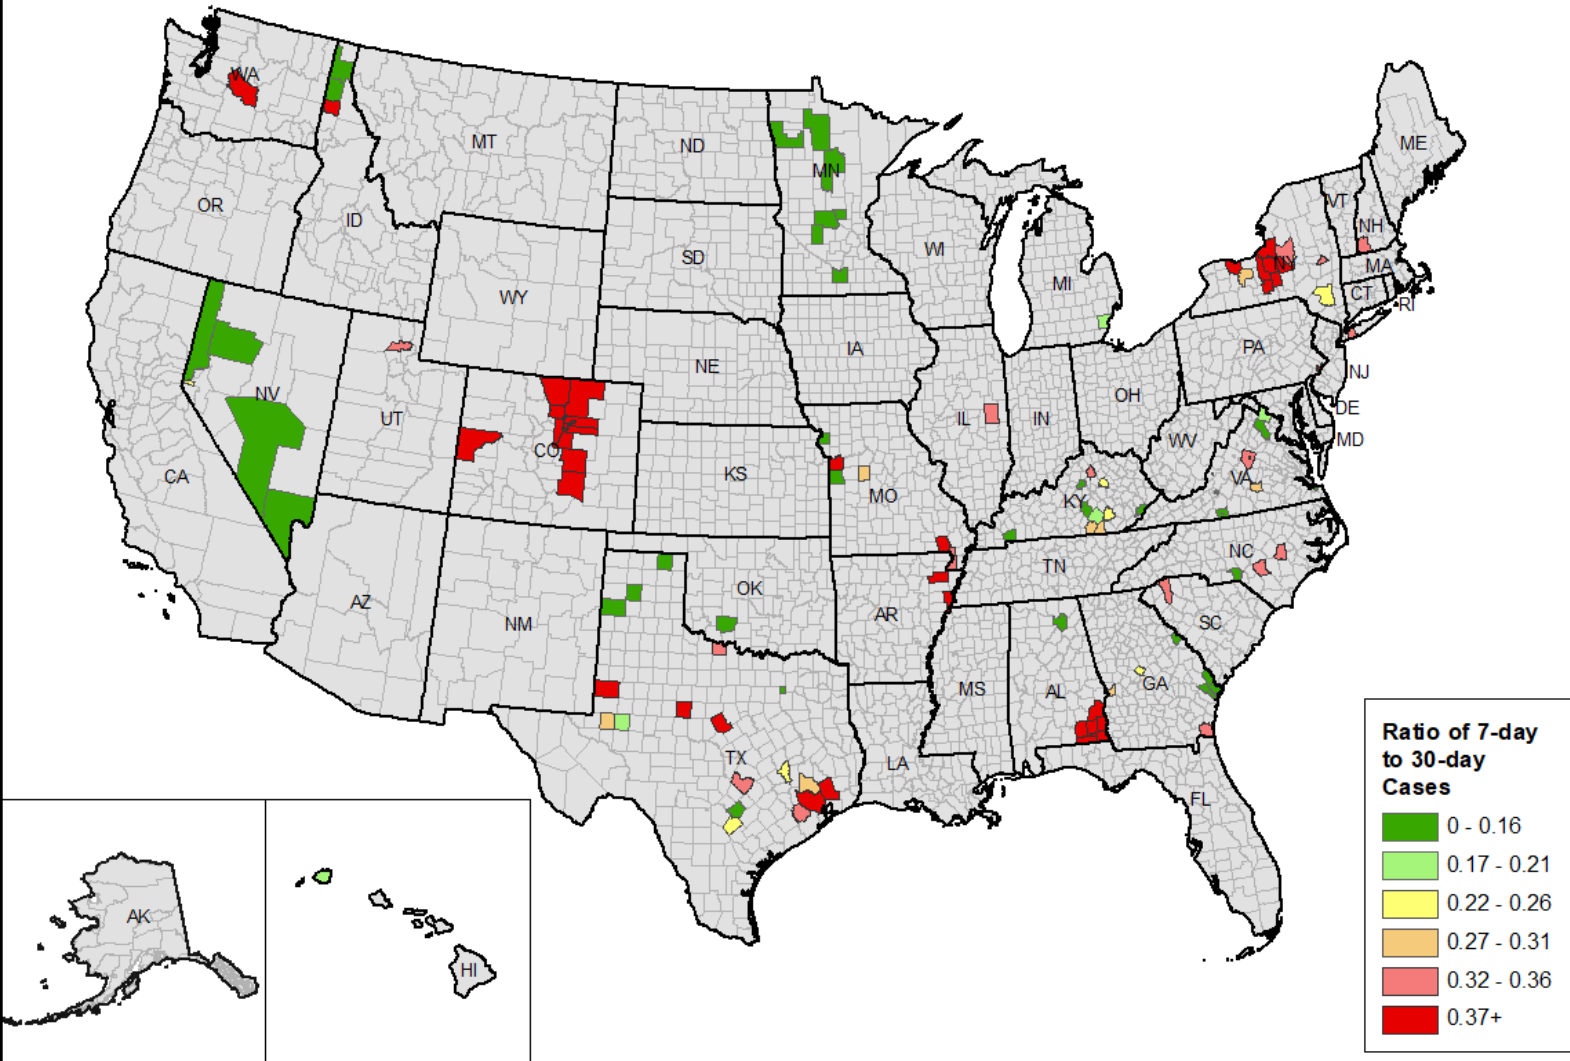 WA
MT
ND
MN
ME
OR
ID
VT
NH
WI
SD
NY
MA
MI
WY
CT
RI
IA
PA
NE
NJ
NV
OH
DE
UT
IL
IN
MD
WV
CO
CA
KS
VA
MO
KY
NC
TN
OK
AZ
AR
NM
SC
MS
AL
GA
TX
LA
FL
AK
HI
Ratio of 7-day
to 30-day
Cases
0 - 0.16
0.17 - 0.21
0.22 - 0.26
0.27 - 0.31
0.32 - 0.36
0.37+